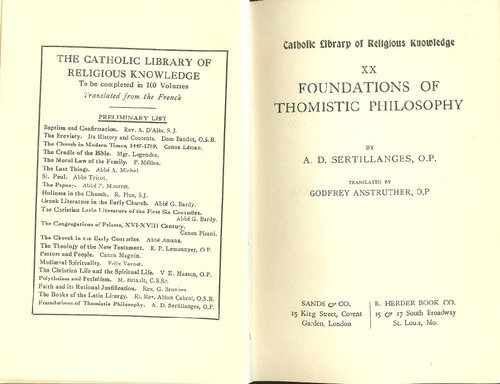 THE CATHOLIC LIBRARY OF
RELIGIOUS KNOWLEDGE
To be completed in 100 Volumes
Translated from the French
PRELIMINARY LIST
Baptism and Confirmation. Rev. A. D'Alès, S.J.
The Breviary. Its History and Contents. Dom Baudot, O.S.B.
The Church in Modern Times, 1447-1789. Canon Léman.
The Cradle of the Bible. Mgr. Legendre.
The Moral Law of the Family. P. Méline.
The Last Things. Abbé A. Michel
St. Paul. Abbé Tricot.
The Papacy. Abbé F. Mourret.
Holiness in the Church. R. Plus, S.J.
Greek Literature in the Early Church. Abbé G. Bardy.
The Christian Latin Literature of the First Six Centuries.
Abbé G. Bardy.
The Congregations of Priests, XVI-XVIII Century.
Canon Pisani.
The Church in the Early Centuries. Abbé Amann.
The Theology of the New Testament. R. P. Lemonnyer, O.P.
Pastors and People. Canon Magnin.
Mediæval Spirituality. Felix Vernet.
The Christian Life and the Spiritual Life. V. E. Masson, O.P.
Polytheism and Fetishism. M. Briault, C.S.Sp.
Faith and its Rational Justification. Rev. G. Brunhes.
The Books of the Latin Liturgy. Rt. Rev. Abbot Cabrol, O.S.B.
Foundations of Thomistic Philosophy. A. D. Sertillanges, O.P.
Catholic Library of Religious Knowledge
XX
FOUNDATIONS OF
THOMISTIC PHILOSOPHY
BY
A. D. SERTILLANGES, O.P.
TRANSLATED BY
GODFREY ANSTRUTHER, O.P
SANDS & CO.
15 King Street, Covent
Garden, London
B. HERDER BOOK CO.
15 & 17 South Broadway
St. Louis, Mo.